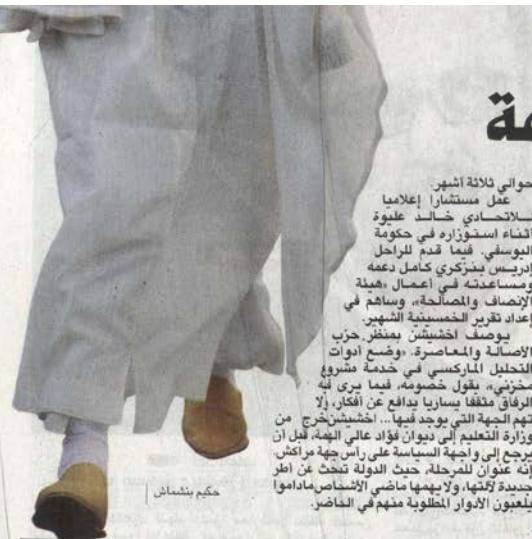 مة
حوالي ثلاثة أشهر.
عمل مستشارا إعلاميا
للاتحادي خالد عليوة
أثناء استوزاره في حكومة
اليوسفي. فيما قدم للراحل
إدريس بنزكري كامل دعمه
ومساعدته في أعمال «هيئة
الإنصاف والمصالحة»، وساهم في
إعداد تقرير الخمسينية الشهير.
يوصف اخشيشن بمنظر حزب
الأصالة والمعاصرة. «وضع أدوات
التحليل الماركسي في خدمة مشروع
مخزني»، يقول خصومه، فيما يرى فيه
الرفاق مثقفا يساريا يدافع عن أفكار، ولا
تهم الجهة التي يوجد فيها... اخشيشن خرج من
وزارة التعليم إلى ديوان فؤاد عالي الهمة، قبل أن
يرجع إلى واجهة السياسة على رأس جهة مراكش.
إنه عنوان للمرحلة، حيث الدولة تبحث عن أطر
جديدة لآلتها، ولا يهمها ماضي الأشخاص ماداموا
يلعبون الأدوار المطلوبة منهم في الحاضر.
حكيم بنشماش